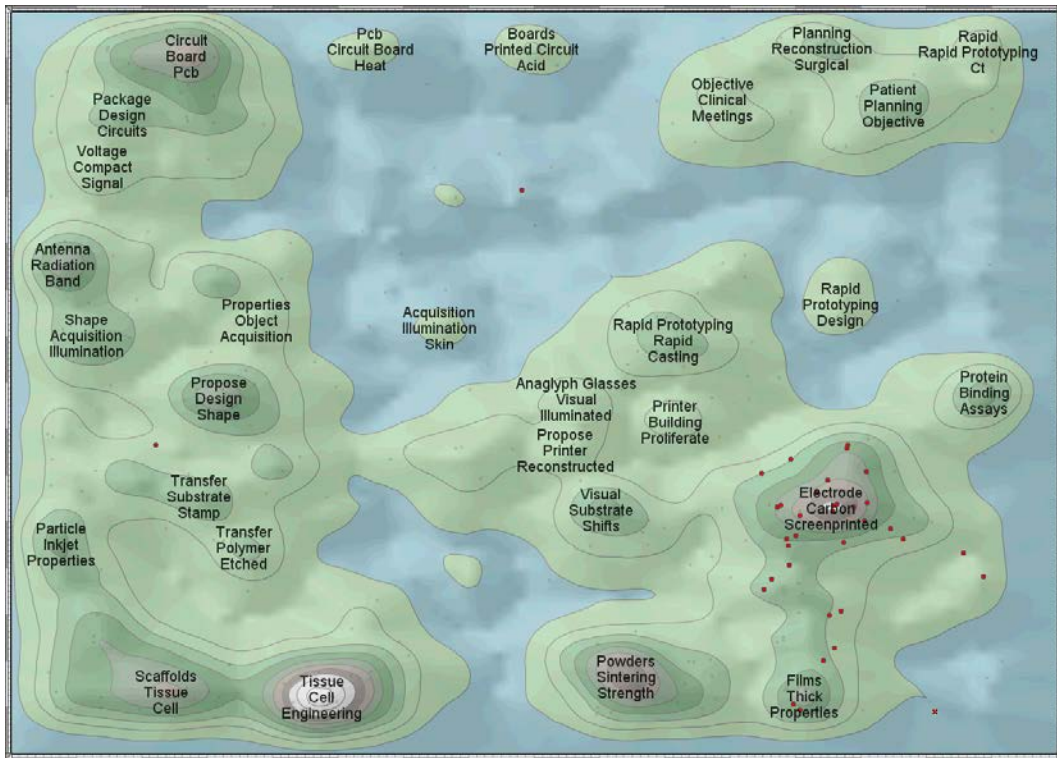 Circuit
Board
Pcb
Pcb
Circuit Board
Heat
Boards
Printed Circuit
Acid
Planning
Reconstruction
Surgical
Rapid
Rapid Prototyping
Ct
Package
Design
Circuits
Objective
Clinical
Meetings
Patient
Planning
Objective
Voltage
Compact
Signal
Antenna
Radiation
Band
Shape
Acquisition
Illumination
Properties
Object
Acquisition
Acquisition
Illumination
Skin
Rapid Prototyping
Rapid
Casting
Rapid
Prototyping
Design
Propose
Design
Shape
Anaglyph Glasses
Visual
Illuminated
Propose
Printer
Reconstructed
Printer
Building
Proliferate
Protein
Binding
Assays
Transfer
Substrate
Stamp
Visual
Substrate
Shifts
Electrode
Carbon
Screenprinted
Particle
Inkjet
Properties
Transfer
Polymer
Etched
Scaffolds
Tissue
Cell
Tissue
Cell
Engineering
Powders
Sintering
Strength
Films
Thick
Properties